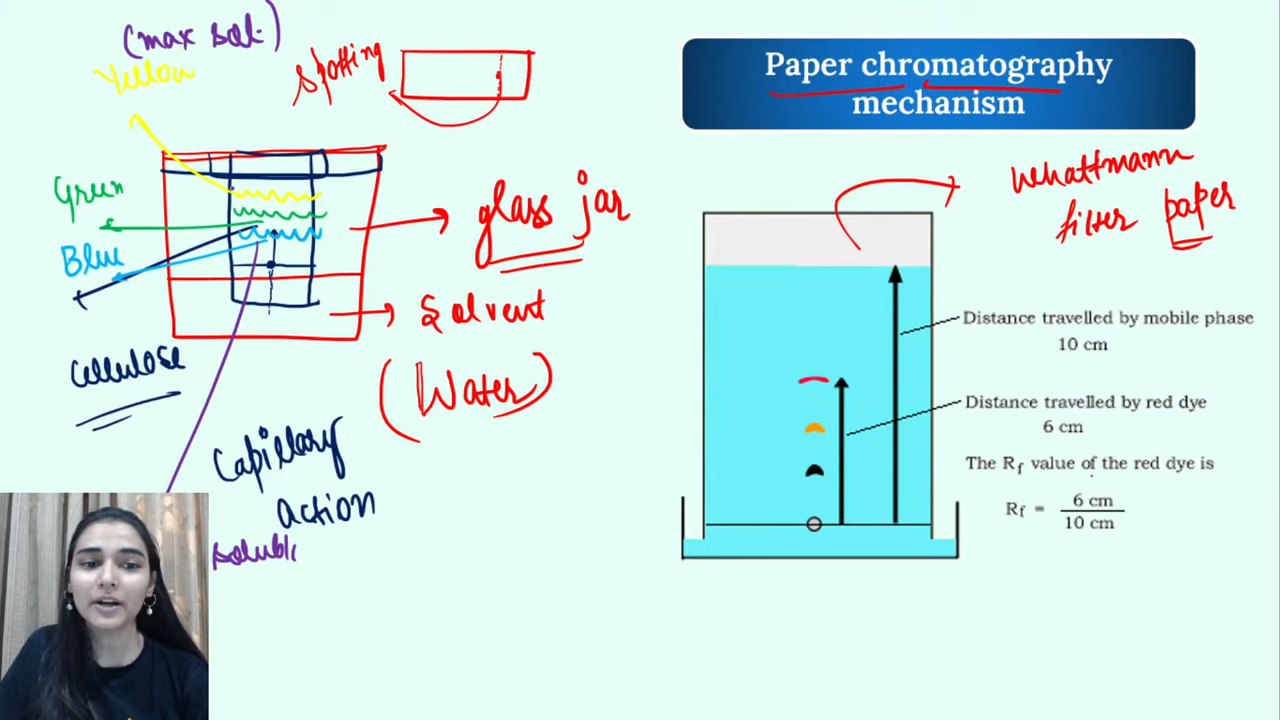 (max sol.)
Yellow
Spotting
Green
Blue
glass jar
Solvent
(Water)
Cellulose
Capillary
action
Paper chromatography
mechanism
Whattmann
filter paper
Distance travelled by mobile phase
10 cm
Distance travelled by red dye
6 cm
The Rf value of the red dye is
Rf = 6 cm
10 cm